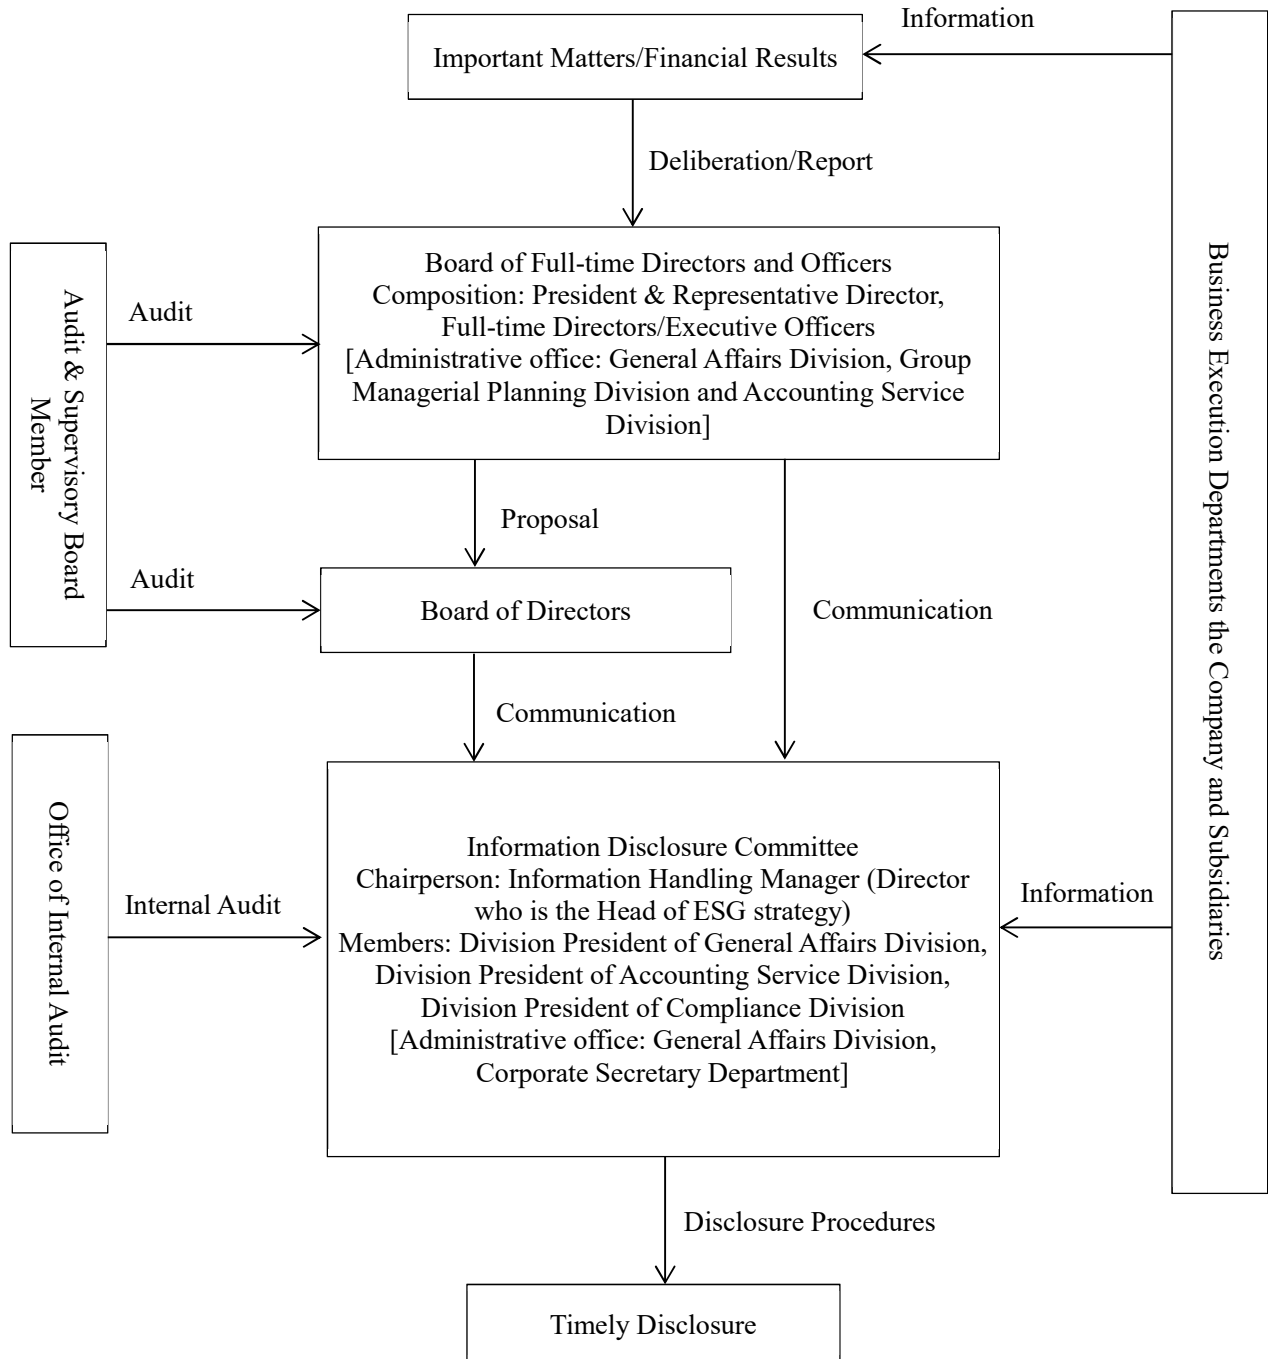 Information
Important Matters/Financial Results
Deliberation/Report
Board of Full-time Directors and Officers
Composition: President & Representative Director,
Full-time Directors/Executive Officers
[Administrative office: General Affairs Division, Group
Managerial Planning Division and Accounting Service
Division]
Audit
Audit & Supervisory Board
Member
Proposal
Audit
Board of Directors
Communication
Communication
Business Execution Departments the Company and Subsidiaries
Office of Internal Audit
Internal Audit
Information Disclosure Committee
Chairperson: Information Handling Manager (Director
who is the Head of ESG strategy)
Members: Division President of General Affairs Division,
Division President of Accounting Service Division,
Division President of Compliance Division
[Administrative office: General Affairs Division,
Corporate Secretary Department]
Information
Disclosure Procedures
Timely Disclosure